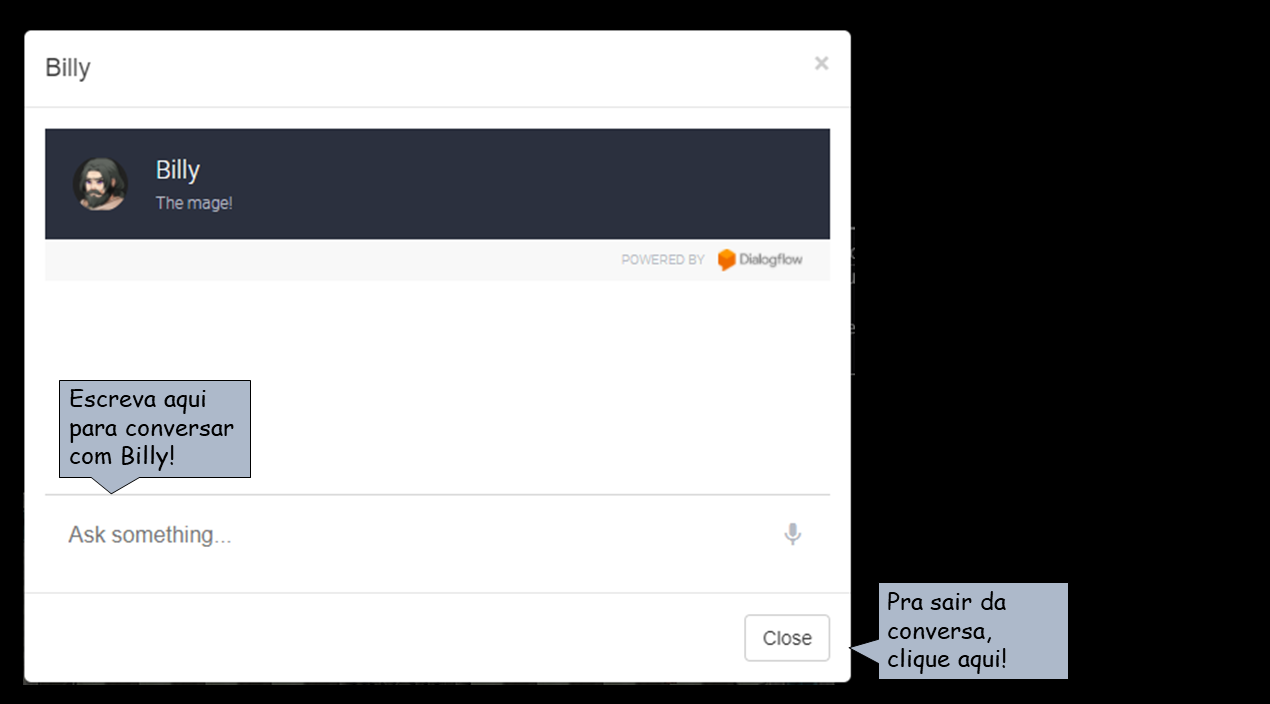 Billy
×
Billy
The mage!
POWERED BY Dialogflow
Escreva aqui
para conversar
com Billy!
Ask something...
Pra sair da
conversa,
clique aqui!
Close